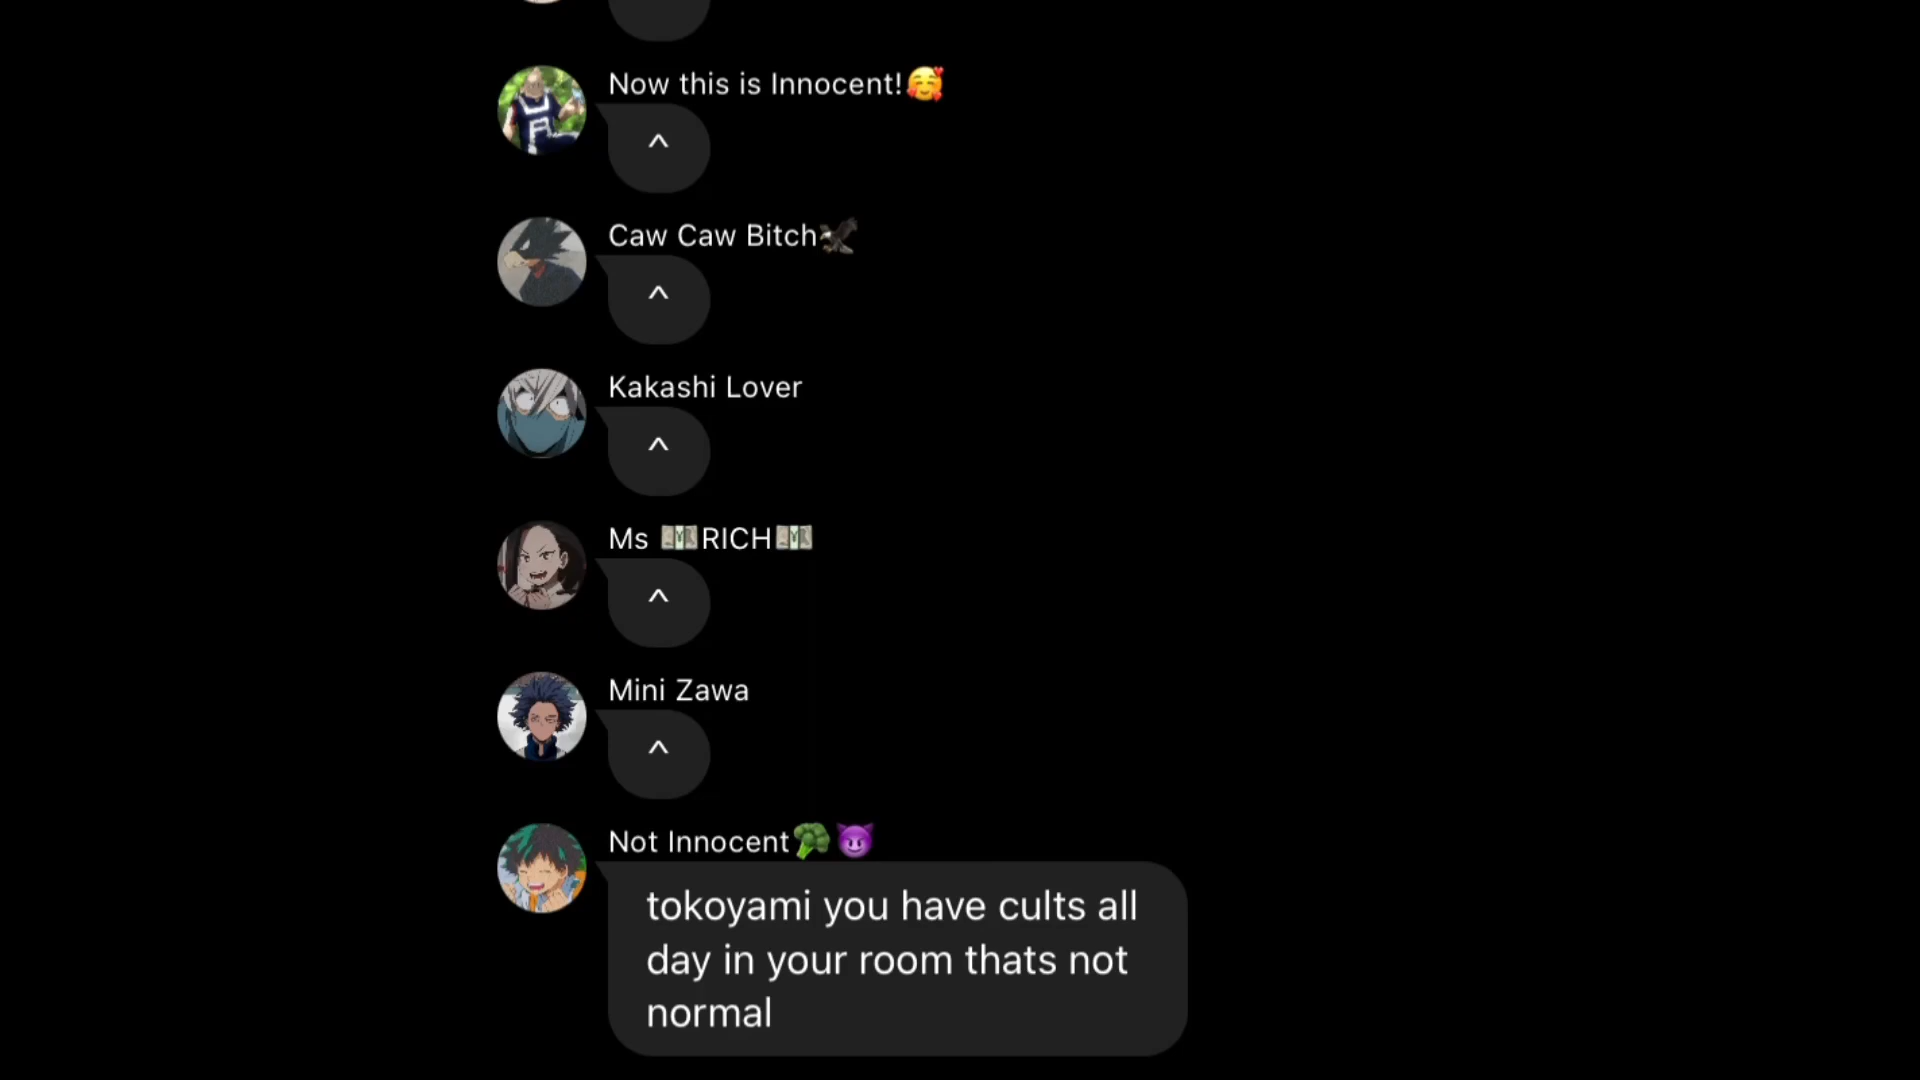 Now this is Innocent!🥰
^
Caw Caw Bitch🦅
^
Kakashi Lover
^
Ms 💴RICH💴
^
Mini Zawa
^
Not Innocent🥦😈
tokoyami you have cults all
day in your room thats not
normal